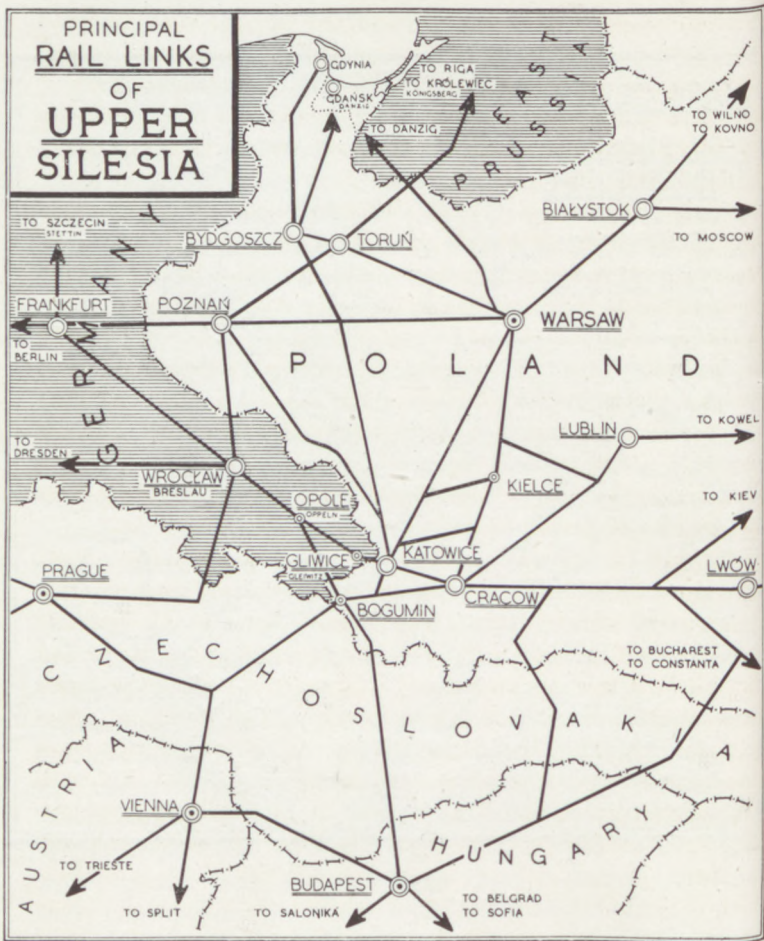 PRINCIPAL
RAIL LINKS
OF
UPPER
SILESIA
GDYNIA
GDAŃSK
DANZIG
TO RIGA
TO KRÓLEWIEC
KÖNIGSBERG
EAST
PRUSSIA
TO DANZIG
TO WILNO
TO KOVNO
BIAŁYSTOK
TO MOSCOW
TO SZCZECIN
STETTIN
BYDGOSZCZ
TORUŃ
FRANKFURT
POZNAŃ
WARSAW
TO
BERLIN
GERMANY
POLAND
LUBLIN
TO KOWEL
TO
DRESDEN
WROCŁAW
BRESLAU
OPOLE
OPPELN
KIELCE
TO KIEV
GLIWICE
GLEIWITZ
KATOWICE
PRAGUE
BOGUMIN
CRACOW
LWÓW
TO BUCHAREST
TO CONSTANTA
CZECHOSLOVAKIA
AUSTRIA
VIENNA
HUNGARY
TO TRIESTE
TO SPLIT
BUDAPEST
TO SALONIKA
TO BELGRAD
TO SOFIA